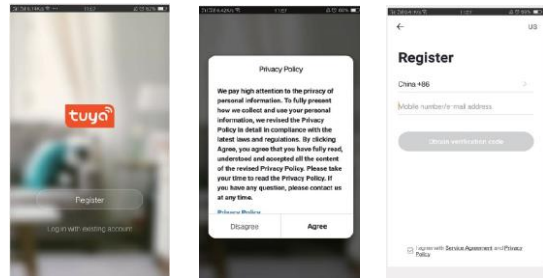 tuya
Register
Log in with existing account
Privacy Policy
We pay high attention to the privacy of
personal information. To fully present
how we collect and use your personal
information, we revised the Privacy
Policy in detail in compliance with the
latest laws and regulations. By clicking
Agree, you agree that you have fully read,
understood and accepted all the content
of the revised Privacy Policy. Please take
your time to read the Privacy Policy. If
you have any question, please contact us
at any time.
Privacy Policy
Disagree Agree
Register
China +86
Mobile number/e-mail address
Obtain verification code
I agree with Service Agreement and Privacy
Policy